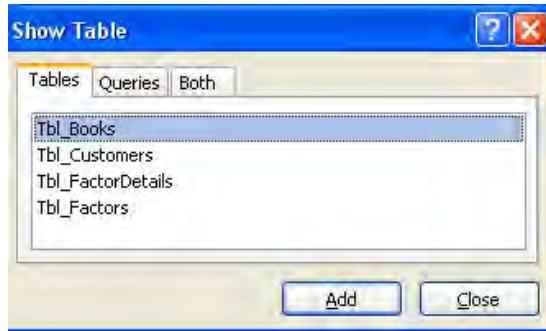 Show Table
Tables Queries Both
Tbl_Books
Tbl_Customers
Tbl_FactorDetails
Tbl_Factors
Add Close